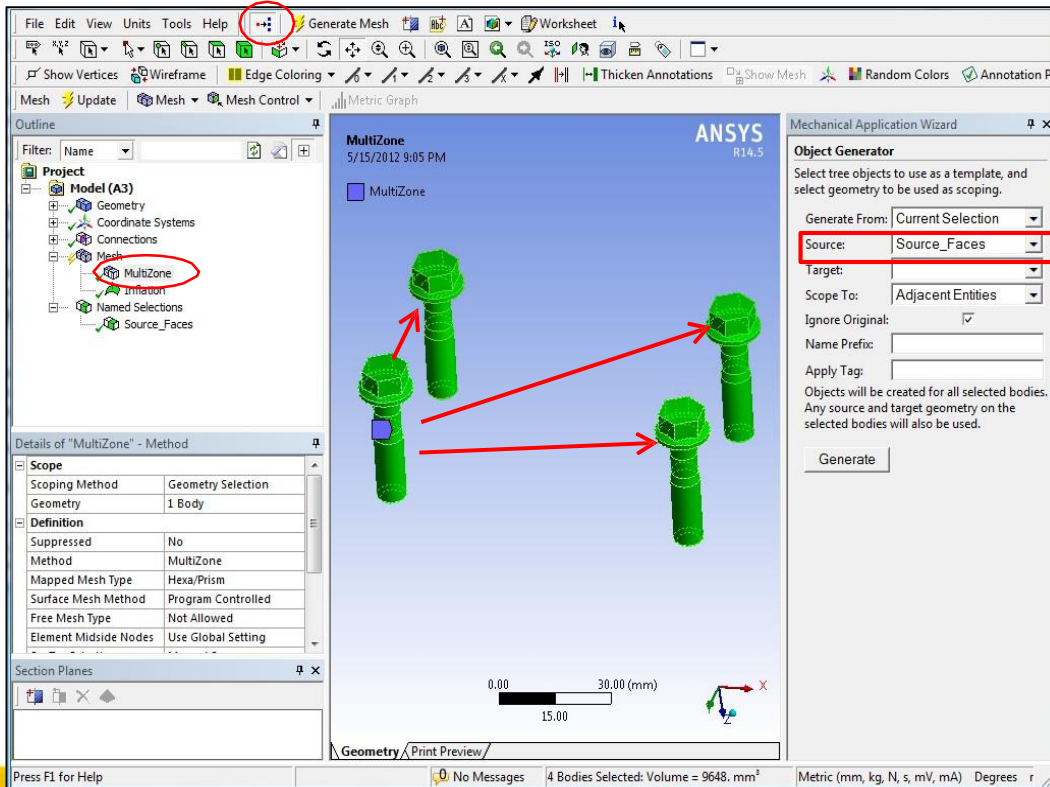 File Edit View Units Tools Help Generate Mesh A Worksheet
ISO
Show Vertices Wireframe Edge Coloring Thicken Annotations Show Mesh Random Colors Annotation P
Mesh Update Mesh Mesh Control Metric Graph
Outline
Filter: Name
Project
Model (A3)
Geometry
Coordinate Systems
Connections
Mesh
MultiZone
Inflation
Named Selections
Source_Faces
Details of "MultiZone" - Method
Scope
Scoping Method Geometry Selection
Geometry 1 Body
Definition
Suppressed No
Method MultiZone
Mapped Mesh Type Hexa/Prism
Surface Mesh Method Program Controlled
Free Mesh Type Not Allowed
Element Midside Nodes Use Global Setting
Section Planes
MultiZone
5/15/2012 9:05 PM
MultiZone
ANSYS
R14.5
0.00 30.00 (mm)
15.00
X
Z
Geometry Print Preview
Mechanical Application Wizard
Object Generator
Select tree objects to use as a template, and
select geometry to be used as scoping.
Generate From: Current Selection
Source: Source_Faces
Target:
Scope To: Adjacent Entities
Ignore Original:
Name Prefix:
Apply Tag:
Objects will be created for all selected bodies.
Any source and target geometry on the
selected bodies will also be used.
Generate
Press F1 for Help No Messages 4 Bodies Selected: Volume = 9648. mm³ Metric (mm, kg, N, s, mV, mA) Degrees r